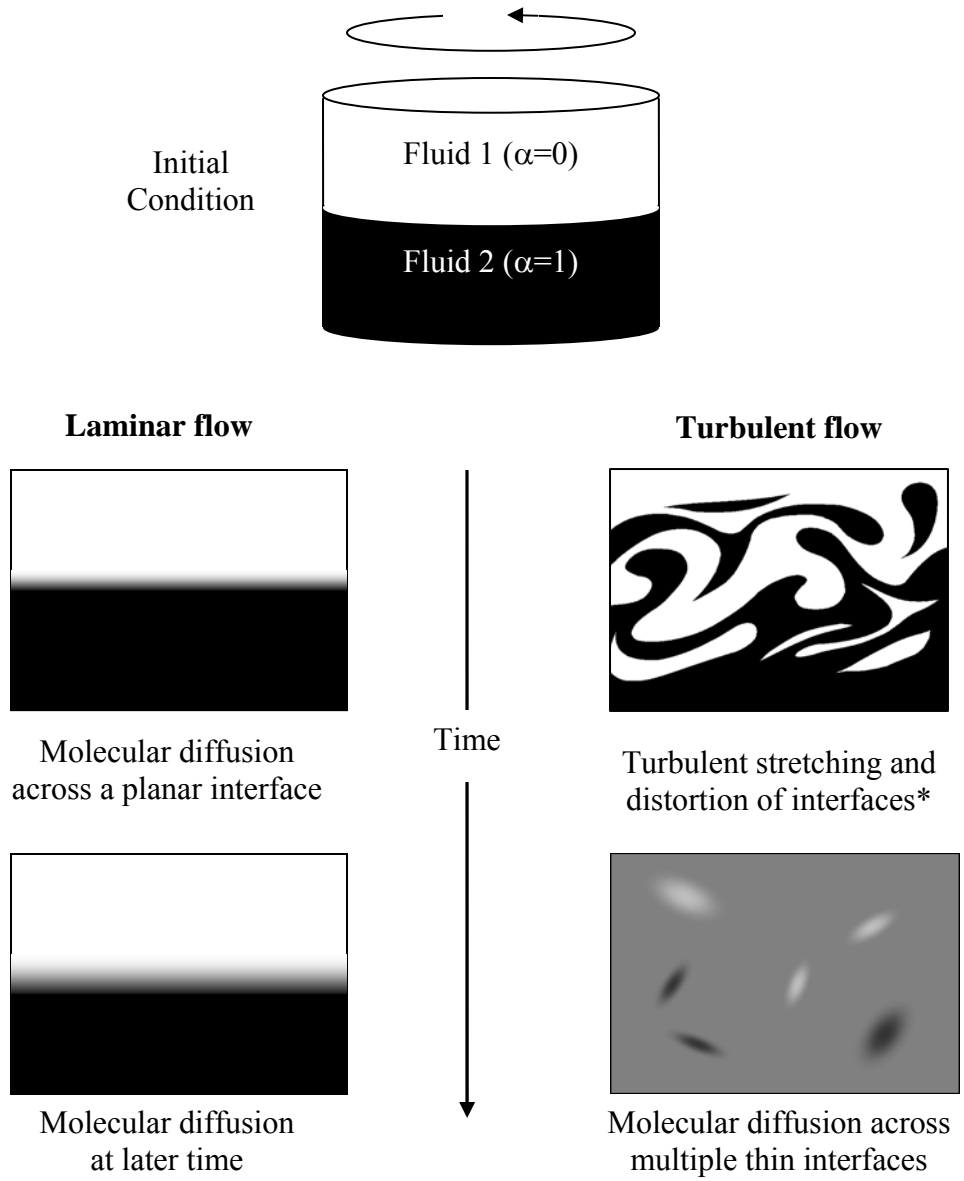 Initial
Condition
Fluid 1 (α=0)
Fluid 2 (α=1)
Laminar flow
Turbulent flow
Molecular diffusion
across a planar interface
Time
Turbulent stretching and
distortion of interfaces*
Molecular diffusion
at later time
Molecular diffusion across
multiple thin interfaces